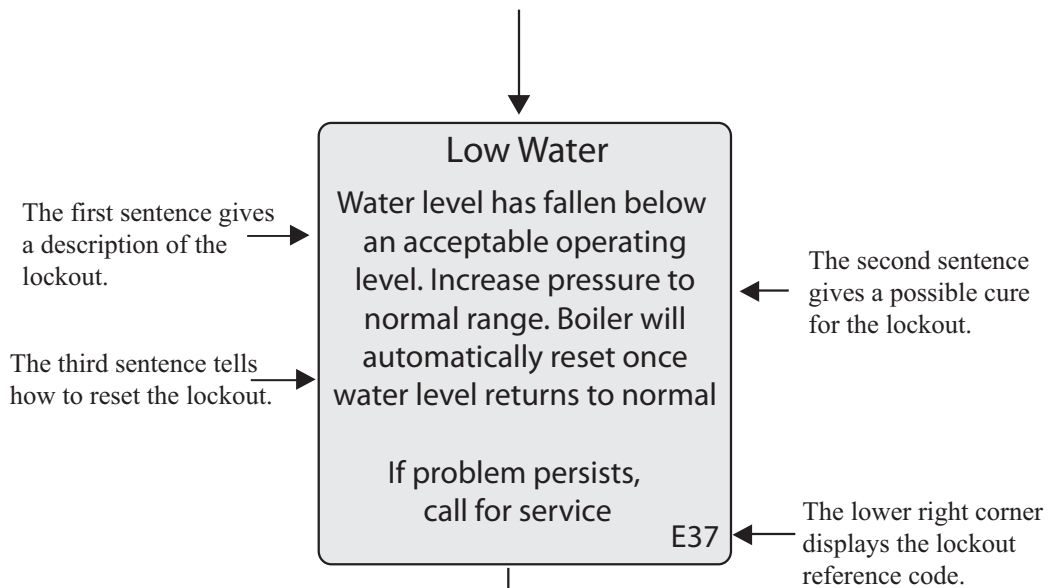 Low Water
The first sentence gives
a description of the
lockout.
Water level has fallen below
an acceptable operating
level. Increase pressure to
normal range. Boiler will
automatically reset once
water level returns to normal
The second sentence
gives a possible cure
for the lockout.
The third sentence tells
how to reset the lockout.
If problem persists,
call for service
E37
The lower right corner
displays the lockout
reference code.